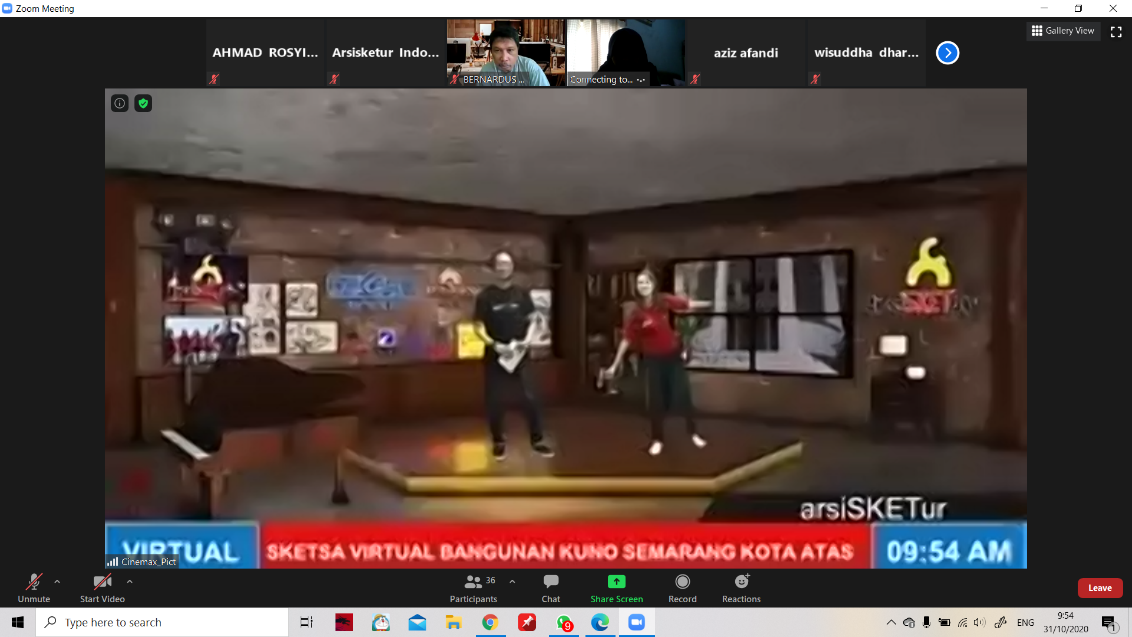 Zoom Meeting
Gallery View
AHMAD ROSYI...
Arsisketur Indo...
BERNARDUS ...
Connecting to...
aziz afandi
wisuddha dhar...
arsiSKETur
VIRTUAL
SKETSA VIRTUAL BANGUNAN KUNO SEMARANG KOTA ATAS
09:54 AM
Cinemax_Pict
Unmute
Start Video
Participants
36
Chat
Share Screen
Record
Reactions
Leave
Type here to search
9
ENG
9:54
31/10/2020
1